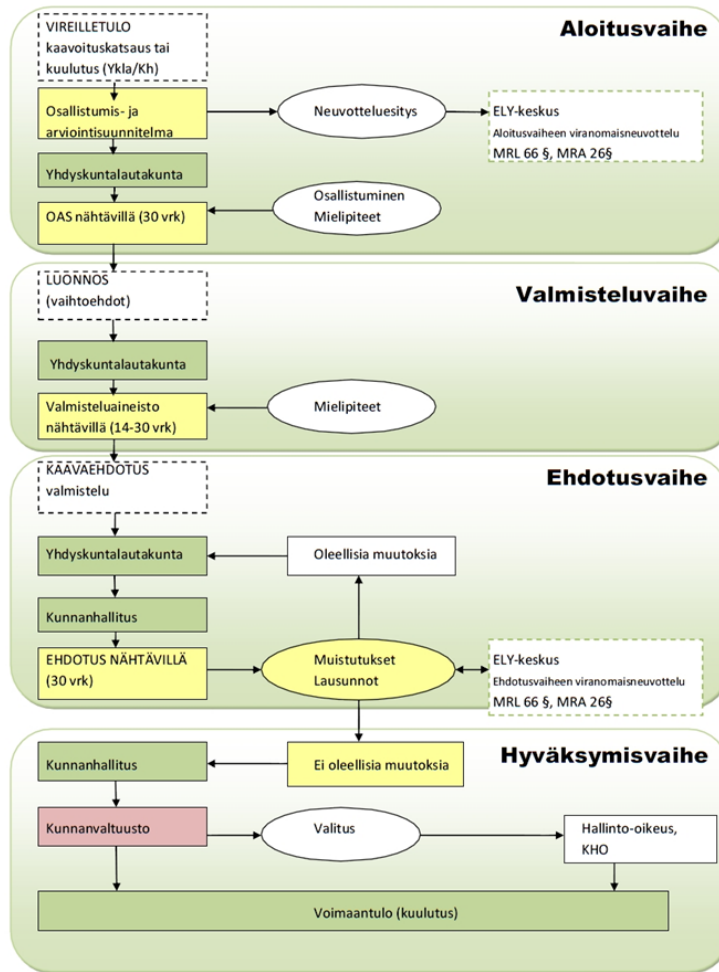 Aloitusvaihe
VIREILLETULO
kaavoituskatsaus tai
kuulutus (Ykla/Kh)
Osallistumis- ja
arviointisuunnitelma
Neuvotteluesitys
ELY-keskus
Aloitusvaiheen viranomaisneuvottelu
MRL 66 §, MRA 26§
Yhdyskuntalautakunta
OAS nähtävillä (30 vrk)
Osallistuminen
Mielipiteet
Valmisteluvaihe
LUONNOS
(vaihtoehdot)
Yhdyskuntalautakunta
Valmisteluaineisto
nähtävillä (14-30 vrk)
Mielipiteet
Ehdotusvaihe
KAAVAEHDOTUS
valmistelu
Yhdyskuntalautakunta
Oleellisia muutoksia
Kunnanhallitus
EHDOTUS NÄHTÄVILLÄ
(30 vrk)
Muistutukset
Lausunnot
ELY-keskus
Ehdotusvaiheen viranomaisneuvottelu
MRL 66 §, MRA 26§
Hyväksymisvaihe
Kunnanhallitus
Ei oleellisia muutoksia
Kunnanvaltuusto
Valitus
Hallinto-oikeus,
KHO
Voimaantulo (kuulutus)